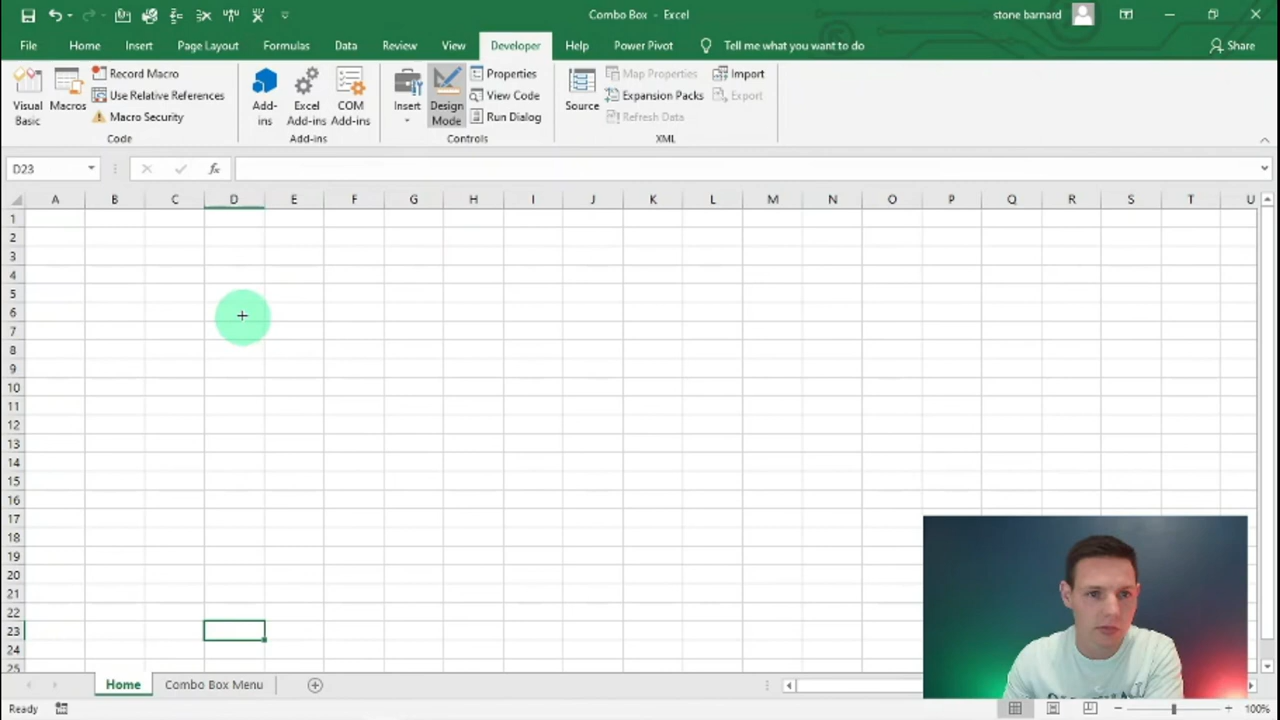 Combo Box - Excel
stone barnard
File Home Insert Page Layout Formulas Data Review View Developer Help Power Pivot Tell me what you want to do Share
Visual Basic
Macros
Record Macro
Use Relative References
Macro Security
Code
Add-ins
Excel Add-ins
COM Add-ins
Add-ins
Insert
Design Mode
Properties
View Code
Run Dialog
Controls
Source
Map Properties
Expansion Packs
Refresh Data
Import
Export
XML
D23
fx
A B C D E F G H I J K L M N O P Q R S T U
1
2
3
4
5
6
7
8
9
10
11
12
13
14
15
16
17
18
19
20
21
22
23
24
25
Home Combo Box Menu
Ready
100%